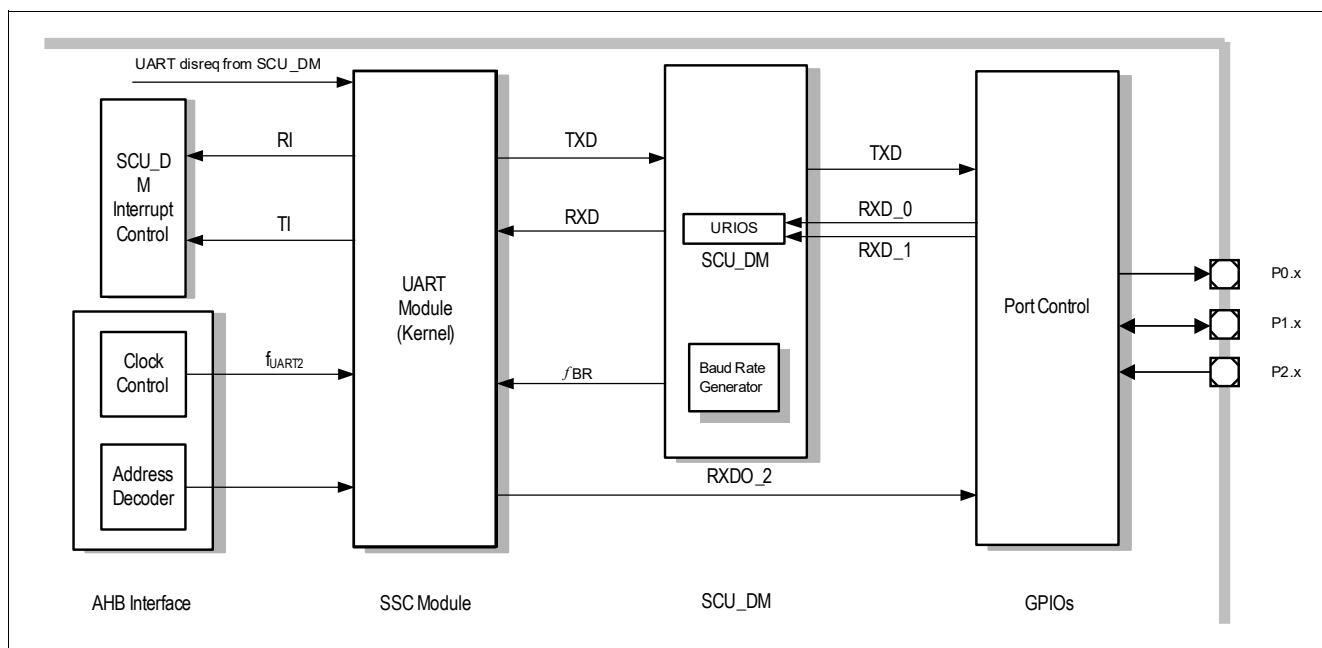 UART disreq from SCU_DM
SCU_D
M
Interrupt
Control
RI
TI
UART
Module
(Kernel)
TXD
RXD
TXD
RXD_0
RXD_1
URIOS
SCU_DM
Port Control
P0.x
P1.x
P2.x
Clock
Control
fUART2
fBR
Baud Rate
Generator
Address
Decoder
RXDO_2
AHB Interface
SSC Module
SCU_DM
GPIOs